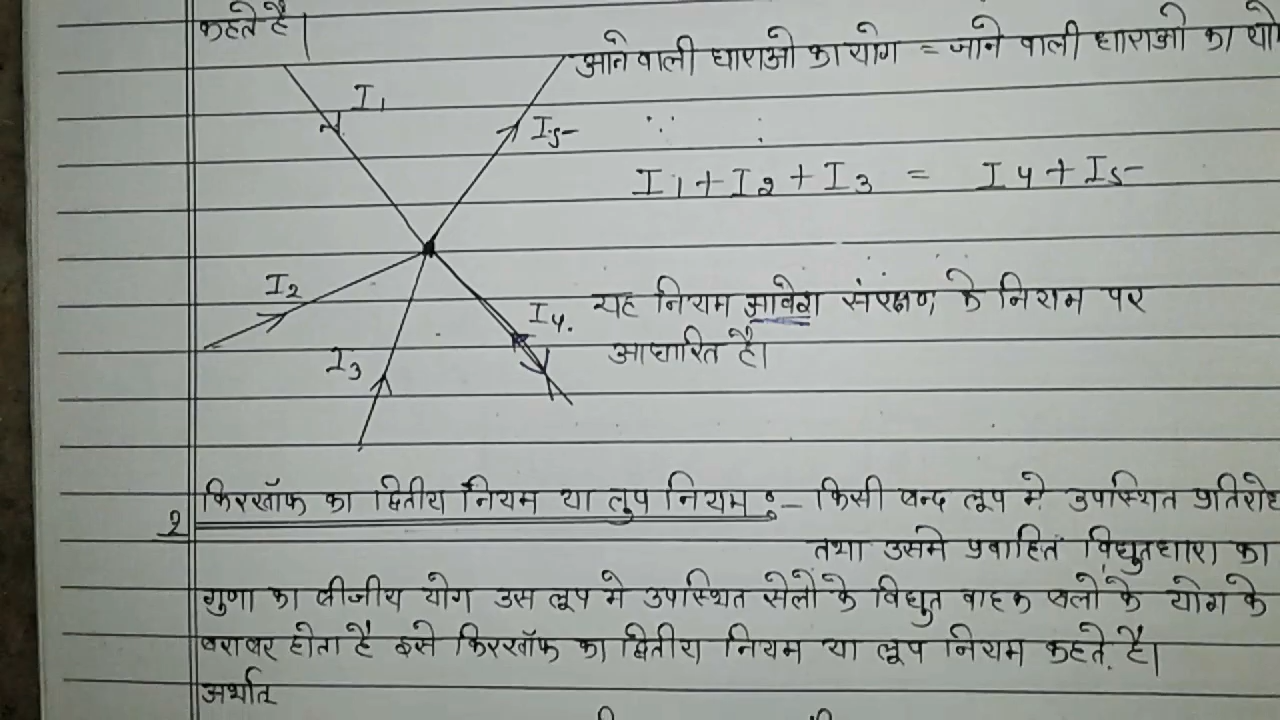 कहते है।
आने वाली धाराओ का योग = जाने वाली धाराओ का यो
I1
I5
∵ :
I1 + I2 + I3 = I4 + I5
I2
I4.
यह नियम आवेश संरक्षण के नियम पर
I3
आधारित है।
2 किरखॉफ का द्वितीय नियम या लुप नियम :- किसी बन्द लूप मे उपस्थित प्रतिरोध
तथा उसमे प्रवाहित विधुतधारा का
गुणा का बीजीय योग उस लूप मे उपस्थित सेलों के विधुत वाहक बलों के योग के
बराबर होता है इसे किरखॉफ का द्वितीय नियम या लूप नियम कहते है।
अर्थात